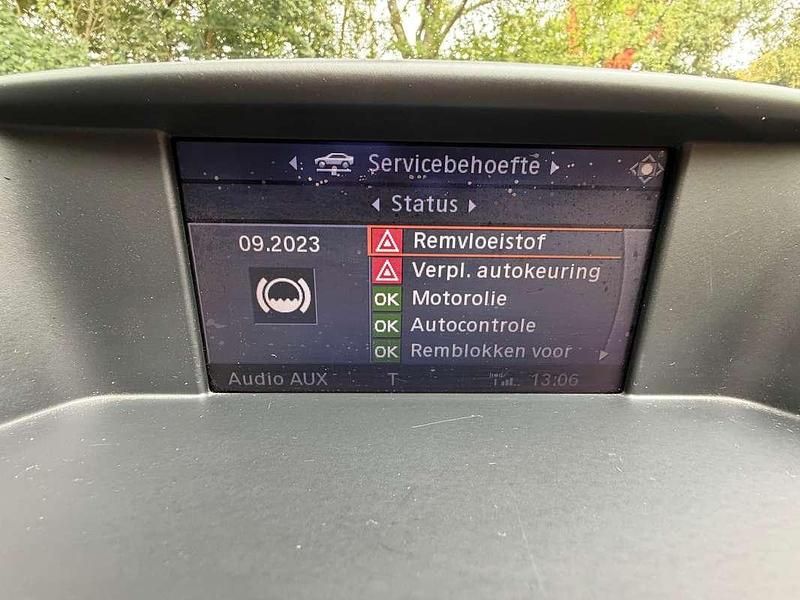 Servicebehoefte
Status
09.2023
Remvloeistof
Verpl. autokeuring
OK Motorolie
OK Autocontrole
OK Remblokken voor
Audio AUX T 13:06